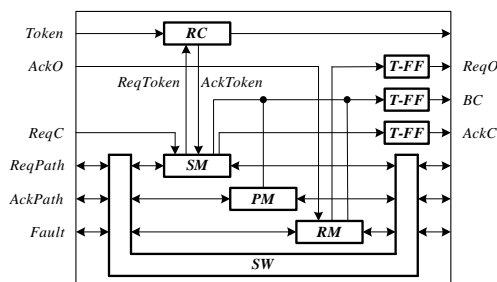 Token RC
AckO T-FF ReqO
ReqToken AckToken
T-FF BC
ReqC T-FF AckC
ReqPath SM
AckPath PM
Fault RM
SW